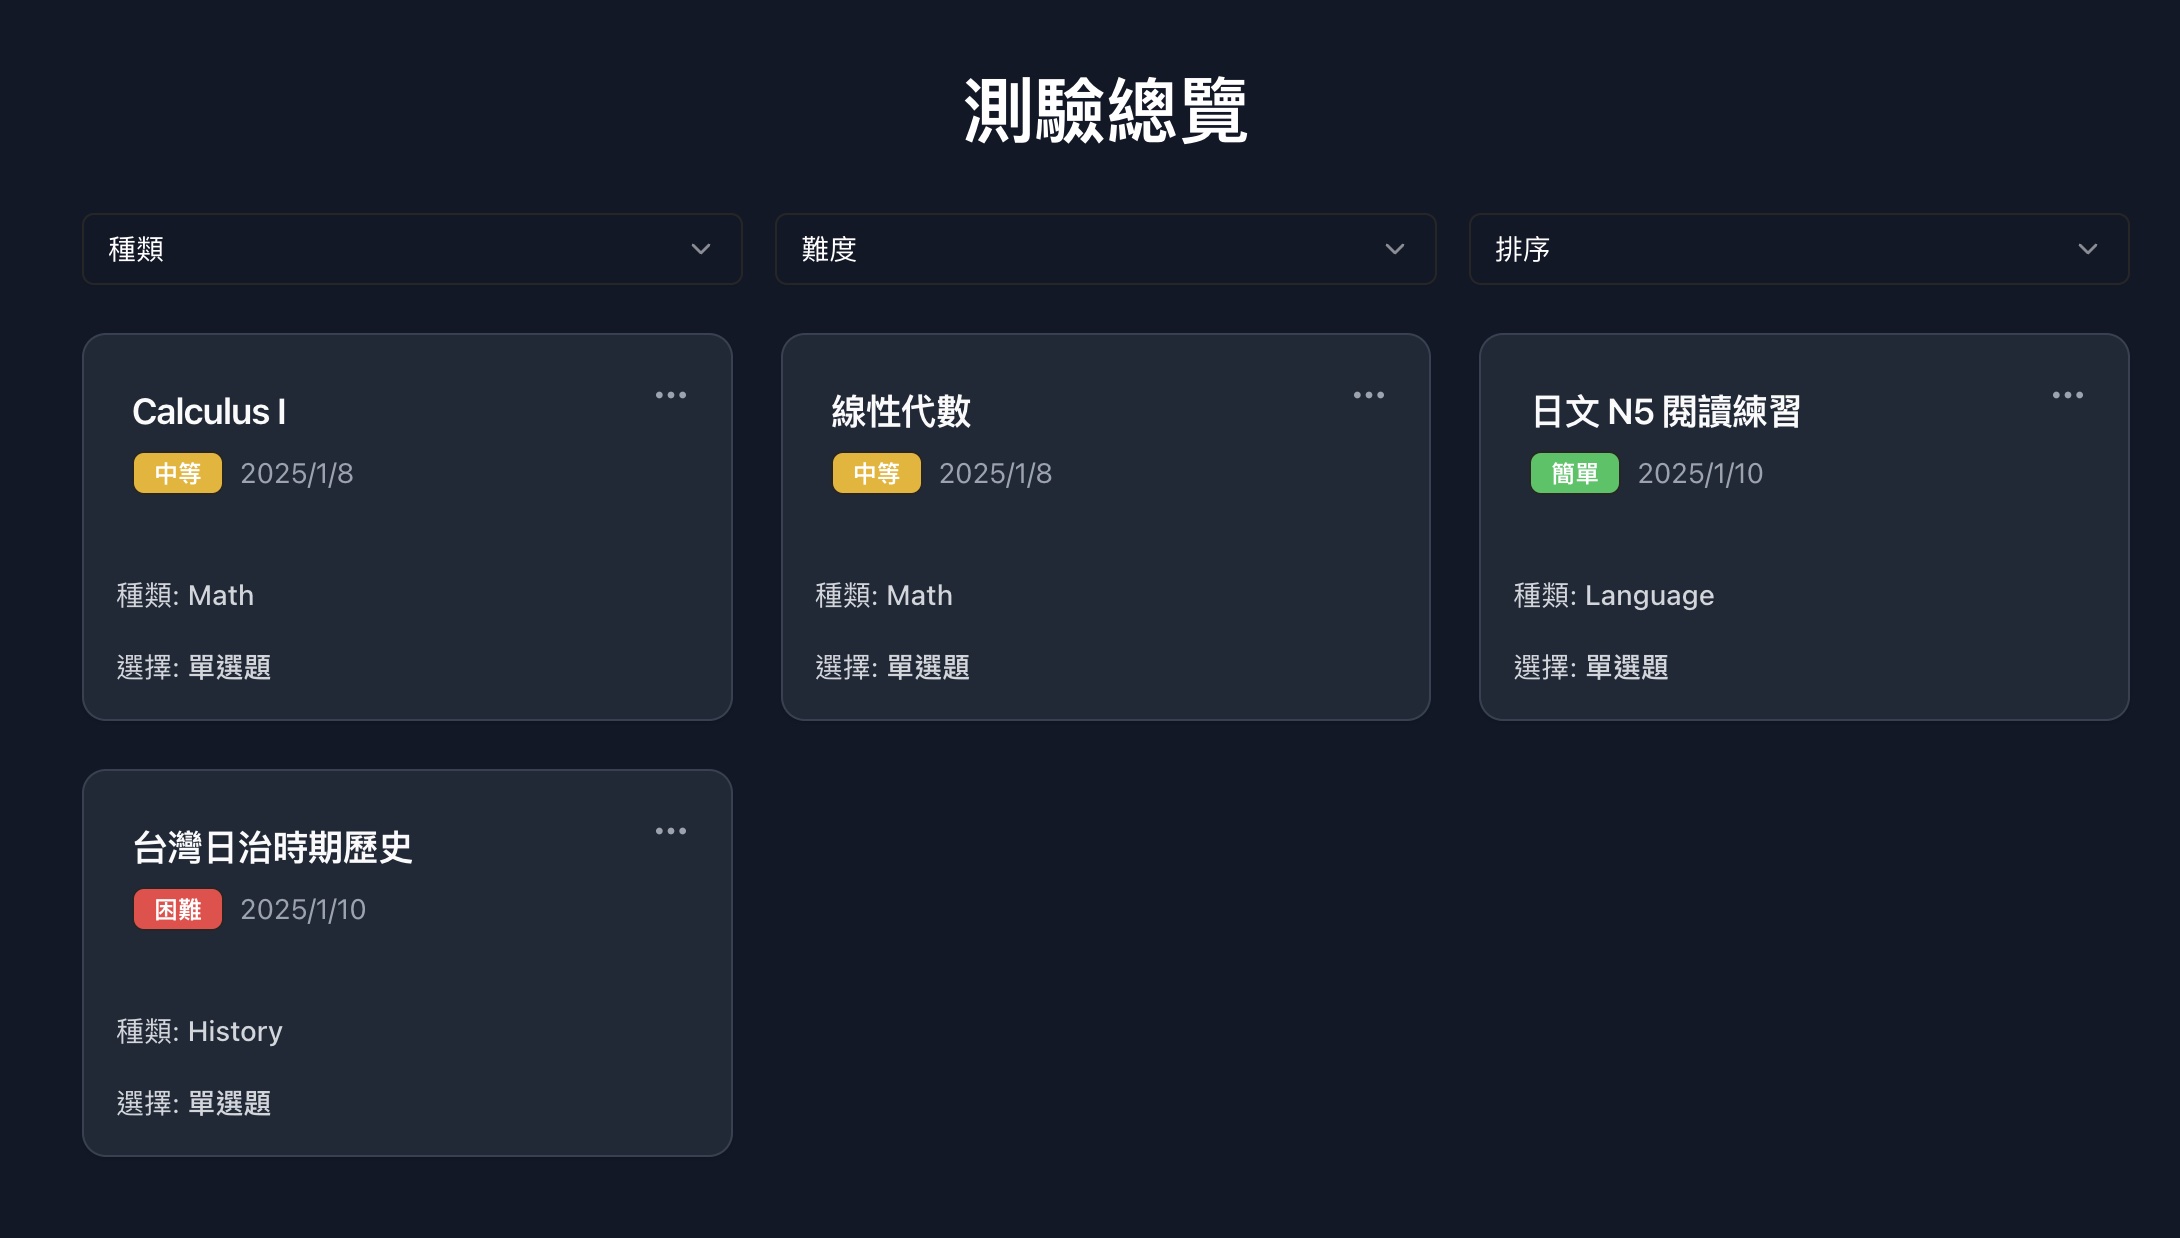 測驗總覽
種類
難度
排序
Calculus I
中等 2025/1/8
種類: Math
選擇: 單選題
線性代數
中等 2025/1/8
種類: Math
選擇: 單選題
日文 N5 閱讀練習
簡單 2025/1/10
種類: Language
選擇: 單選題
台灣日治時期歷史
困難 2025/1/10
種類: History
選擇: 單選題